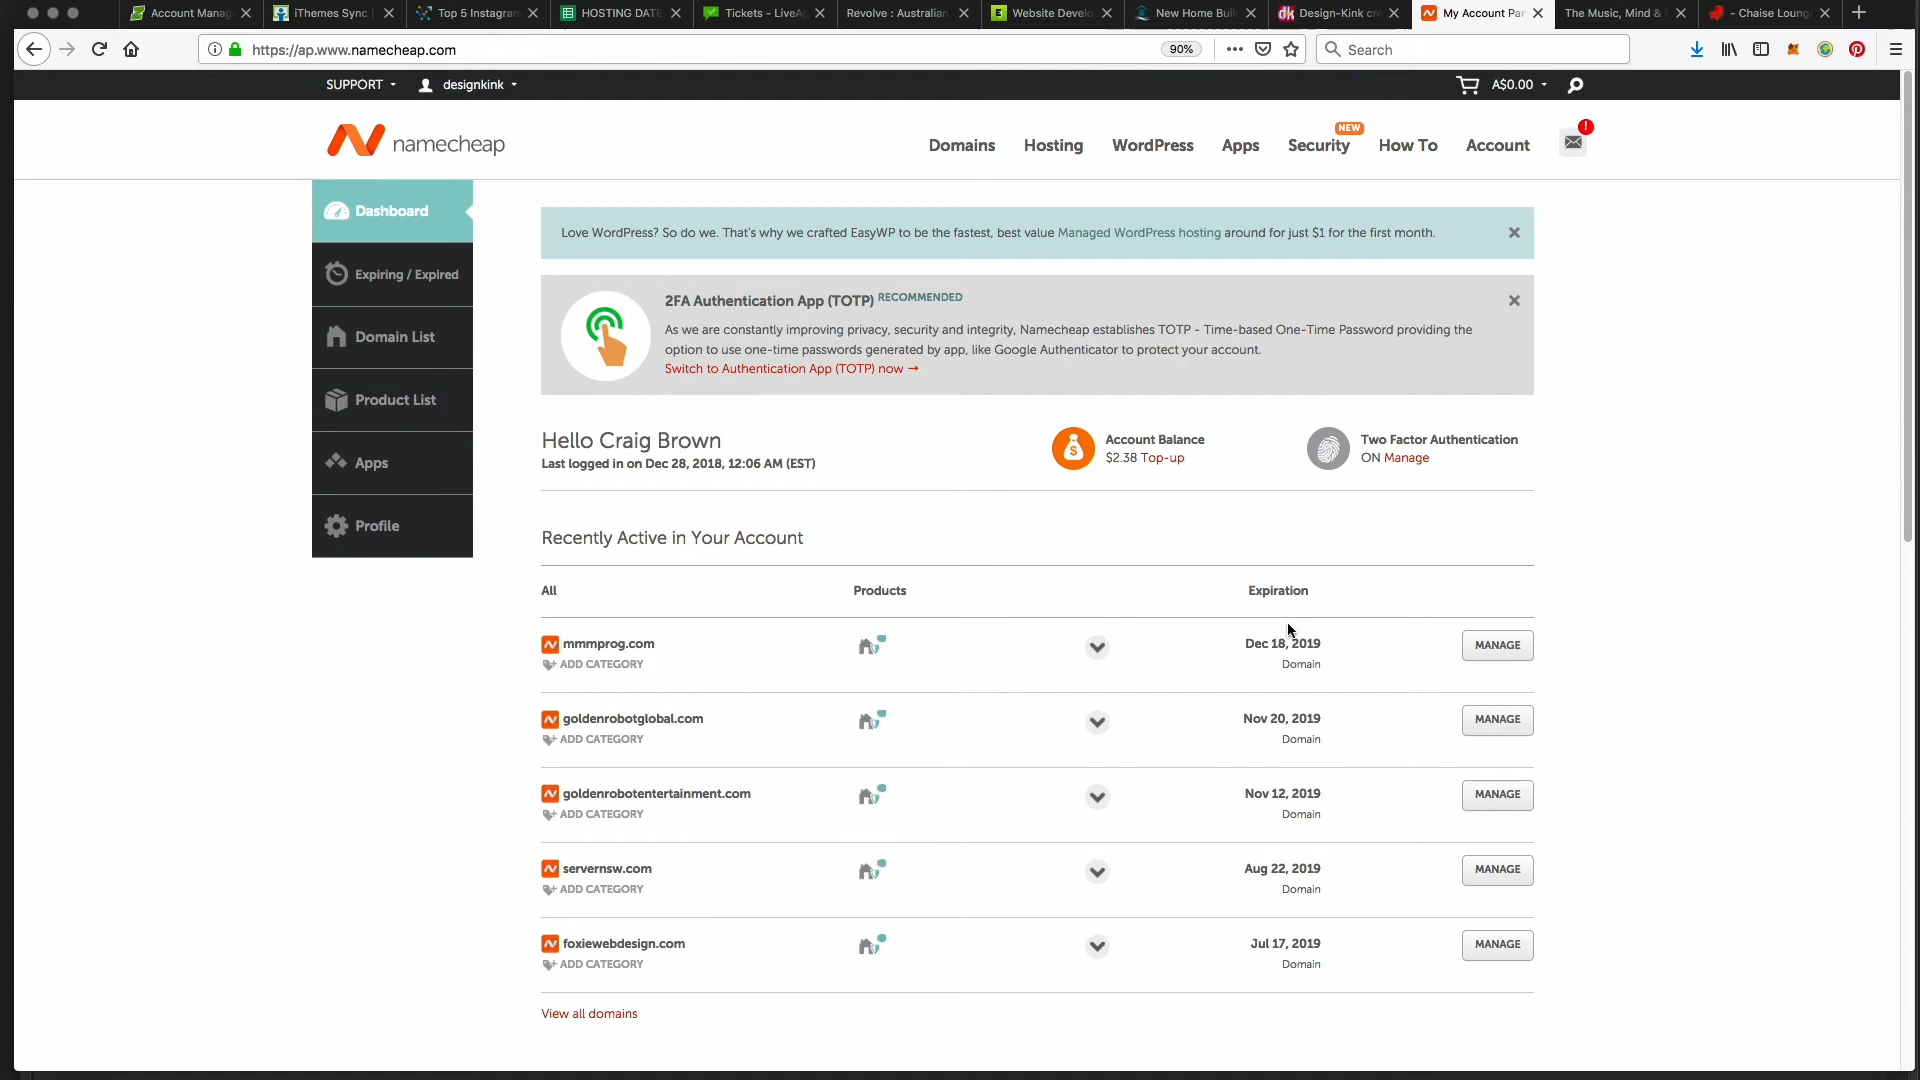 Account Manag
iThemes Sync
Top 5 Instagram
HOSTING DATE
Tickets - LiveAg
Revolve : Australian
Website Develo
New Home Buil
Design-Kink cr
My Account Pan
The Music, Mind &
- Chaise Loung
https://ap.www.namecheap.com
90%
Search
SUPPORT
designkink
A$0.00
namecheap
Domains
Hosting
WordPress
Apps
Security
NEW
How To
Account
!
Dashboard
Expiring / Expired
Domain List
Product List
Apps
Profile
Love WordPress? So do we. That's why we crafted EasyWP to be the fastest, best value Managed WordPress hosting around for just $1 for the first month.
2FA Authentication App (TOTP) RECOMMENDED
As we are constantly improving privacy, security and integrity, Namecheap establishes TOTP - Time-based One-Time Password providing the
option to use one-time passwords generated by app, like Google Authenticator to protect your account.
Switch to Authentication App (TOTP) now →
Hello Craig Brown
Last logged in on Dec 28, 2018, 12:06 AM (EST)
Account Balance
$2.38 Top-up
Two Factor Authentication
ON Manage
Recently Active in Your Account
All Products Expiration
mmmprog.com Dec 18, 2019 MANAGE
ADD CATEGORY Domain
goldenrobotglobal.com Nov 20, 2019 MANAGE
ADD CATEGORY Domain
goldenrobotentertainment.com Nov 12, 2019 MANAGE
ADD CATEGORY Domain
servernsw.com Aug 22, 2019 MANAGE
ADD CATEGORY Domain
foxiewebdesign.com Jul 17, 2019 MANAGE
ADD CATEGORY Domain
View all domains